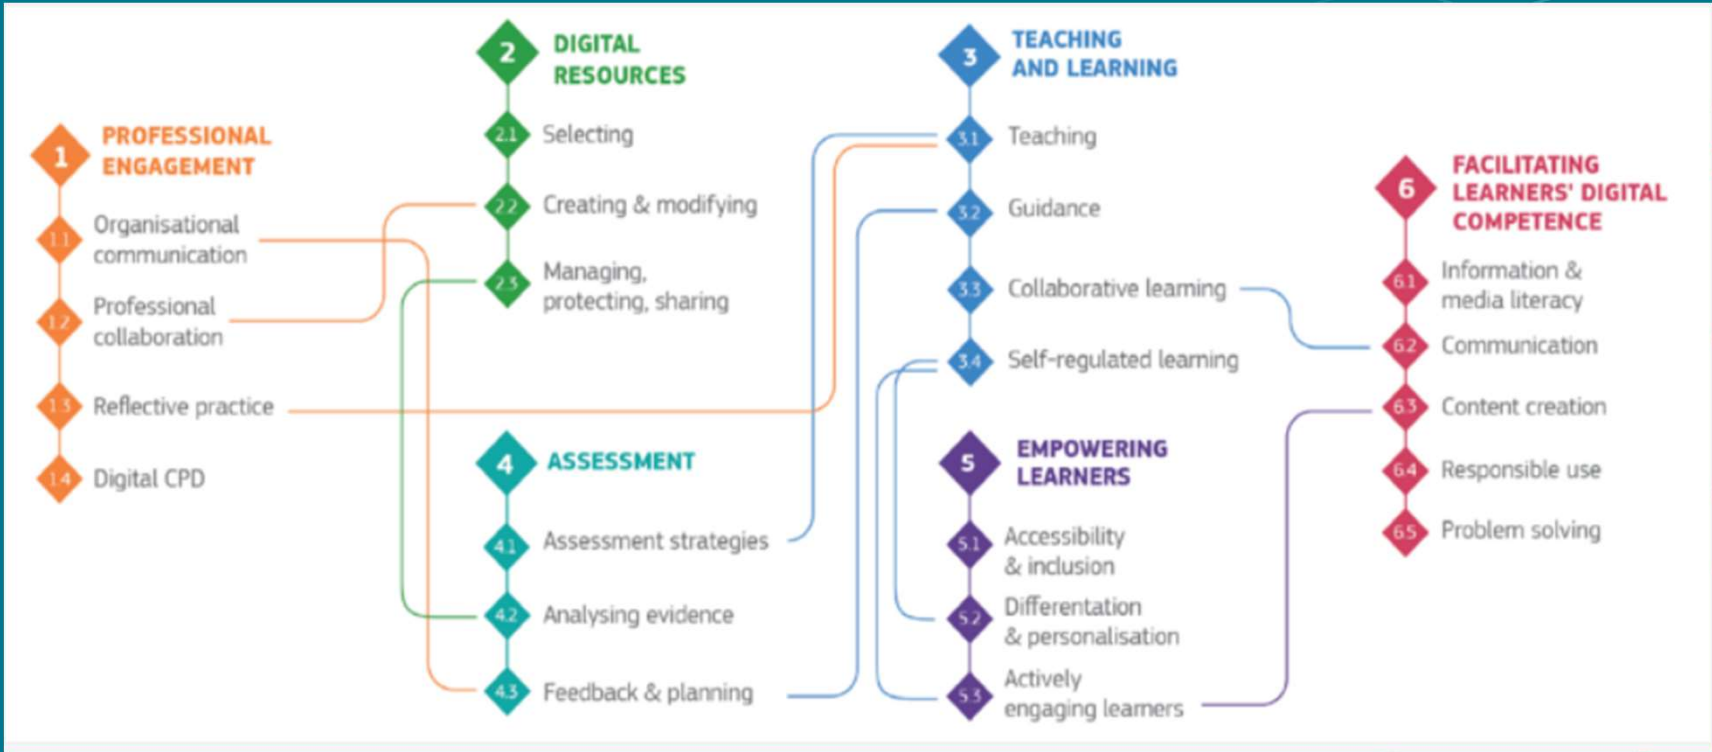 1 PROFESSIONAL
ENGAGEMENT
1.1 Organisational
communication
1.2 Professional
collaboration
1.3 Reflective practice
1.4 Digital CPD
2 DIGITAL
RESOURCES
2.1 Selecting
2.2 Creating & modifying
2.3 Managing,
protecting, sharing
3 TEACHING
AND LEARNING
3.1 Teaching
3.2 Guidance
3.3 Collaborative learning
3.4 Self-regulated learning
4 ASSESSMENT
4.1 Assessment strategies
4.2 Analysing evidence
4.3 Feedback & planning
5 EMPOWERING
LEARNERS
5.1 Accessibility
& inclusion
5.2 Differentation
& personalisation
5.3 Actively
engaging learners
6 FACILITATING
LEARNERS' DIGITAL
COMPETENCE
6.1 Information &
media literacy
6.2 Communication
6.3 Content creation
6.4 Responsible use
6.5 Problem solving